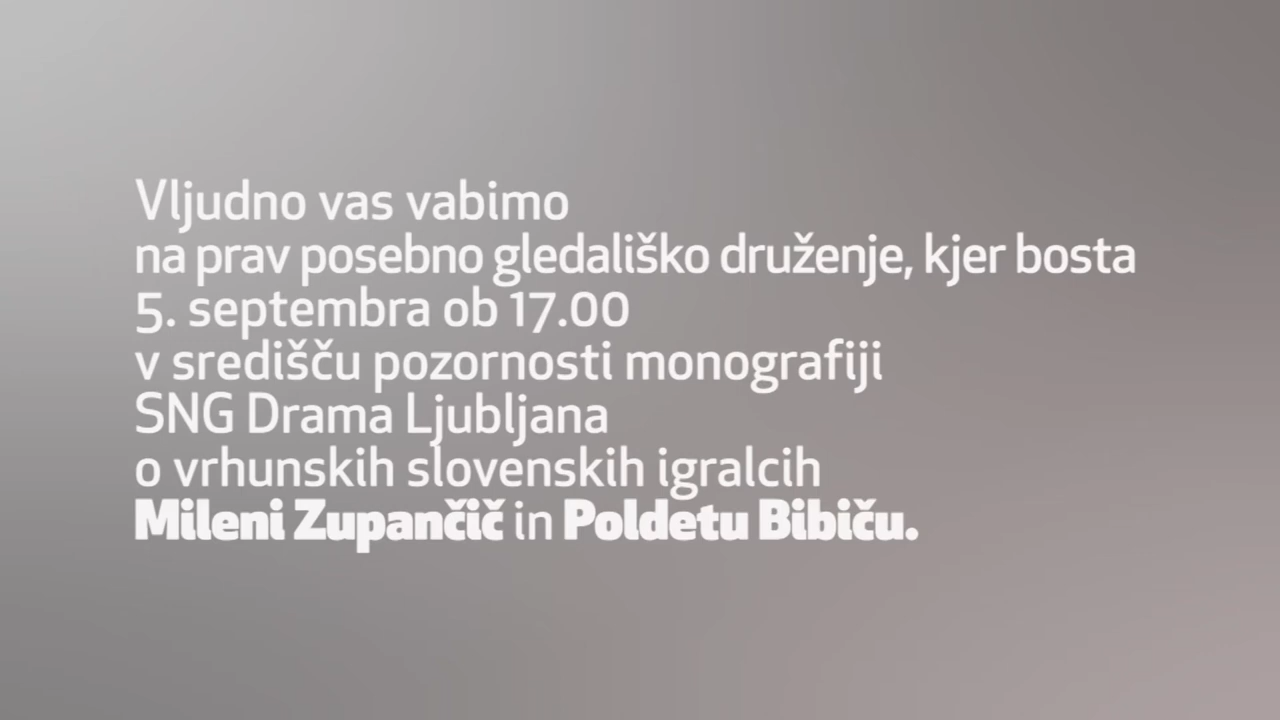 Vljudno vas vabimo
na prav posebno gledališko druženje, kjer bosta
5. septembra ob 17.00
v središču pozornosti monografiji
SNG Drama Ljubljana
o vrhunskih slovenskih igralcih
Mileni Zupančič in Poldetu Bibiču.